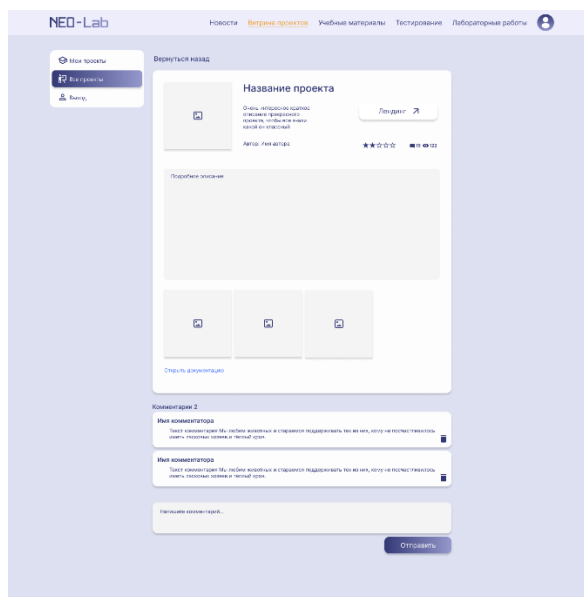 NEO-Lab
Новости Витрина проектов Учебные материалы Тестирование Лабораторные работы
Мои проекты
Все проекты
Выход
Вернуться назад
Название проекта
Очень интересное краткое
описание прекрасного
проекта, чтобы все знали
какой он классный
Лендинг
Автор: Имя автора
Подробное описание
Открыть документацию
Комментарии 2
Имя комментатора
Текст комментария Мы любим животных и стараемся поддерживать тех из них, кому не посчастливилось
иметь ласковых хозяев и тёплый кров.
Имя комментатора
Текст комментария Мы любим животных и стараемся поддерживать тех из них, кому не посчастливилось
иметь ласковых хозяев и тёплый кров.
Напишите комментарий...
Отправить